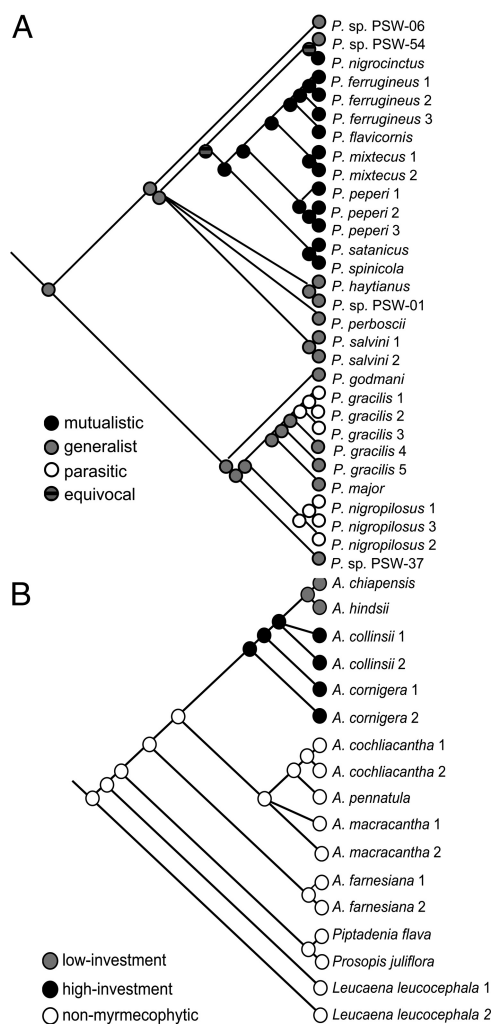 A
P. sp. PSW-06
P. sp. PSW-54
P. nigrocinctus
P. ferrugineus 1
P. ferrugineus 2
P. ferrugineus 3
P. flavicornis
P. mixtecus 1
P. mixtecus 2
P. peperi 1
P. peperi 2
P. peperi 3
P. satanicus
P. spinicola
P. haytianus
P. sp. PSW-01
P. perboscii
P. salvini 1
P. salvini 2
P. godmani
P. gracilis 1
P. gracilis 2
P. gracilis 3
P. gracilis 4
P. gracilis 5
P. major
P. nigropilosus 1
P. nigropilosus 3
P. nigropilosus 2
P. sp. PSW-37
mutualistic
generalist
parasitic
equivocal
B
A. chiapensis
A. hindsii
A. collinsii 1
A. collinsii 2
A. cornigera 1
A. cornigera 2
A. cochliacantha 1
A. cochliacantha 2
A. pennatula
A. macracantha 1
A. macracantha 2
A. farnesiana 1
A. farnesiana 2
Piptadenia flava
Prosopis juliflora
Leucaena leucocephala 1
Leucaena leucocephala 2
low-investment
high-investment
non-myrmecophytic